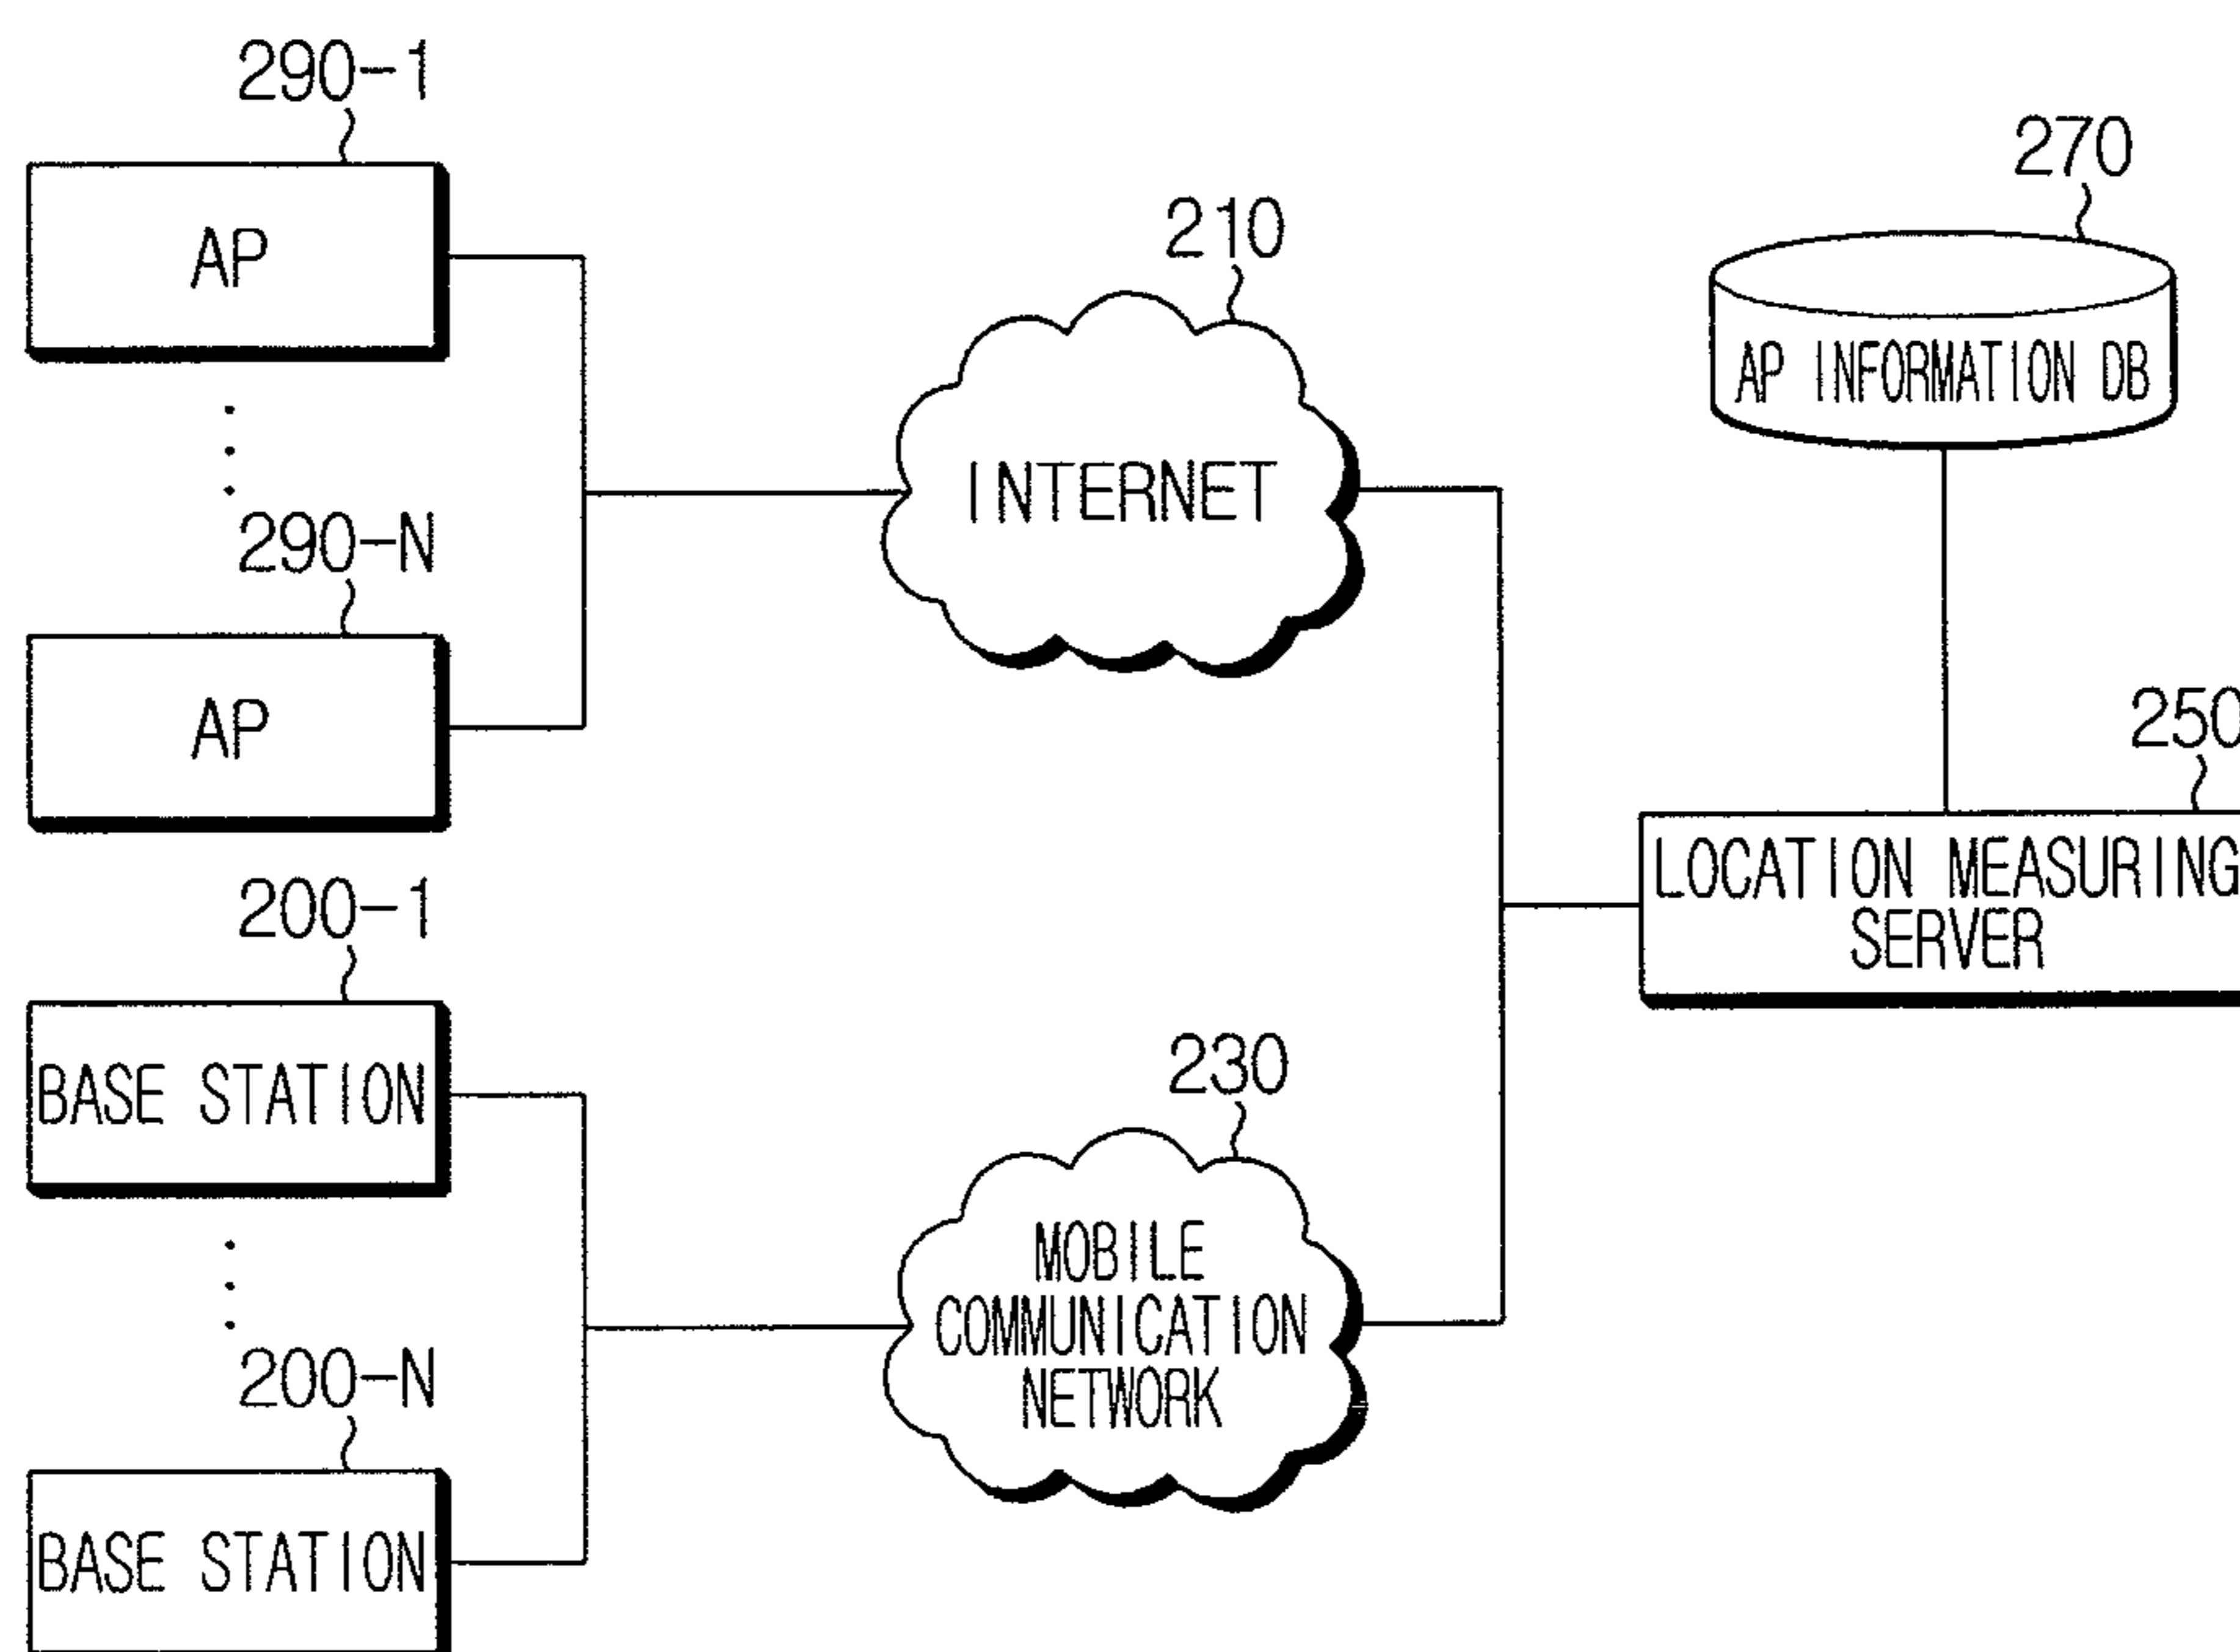 290-1
AP
290-N
AP
200-1
BASE STATION
200-N
BASE STATION
210
INTERNET
230
MOBILE
COMMUNICATION
NETWORK
270
AP INFORMATION DB
250
LOCATION MEASURING
SERVER